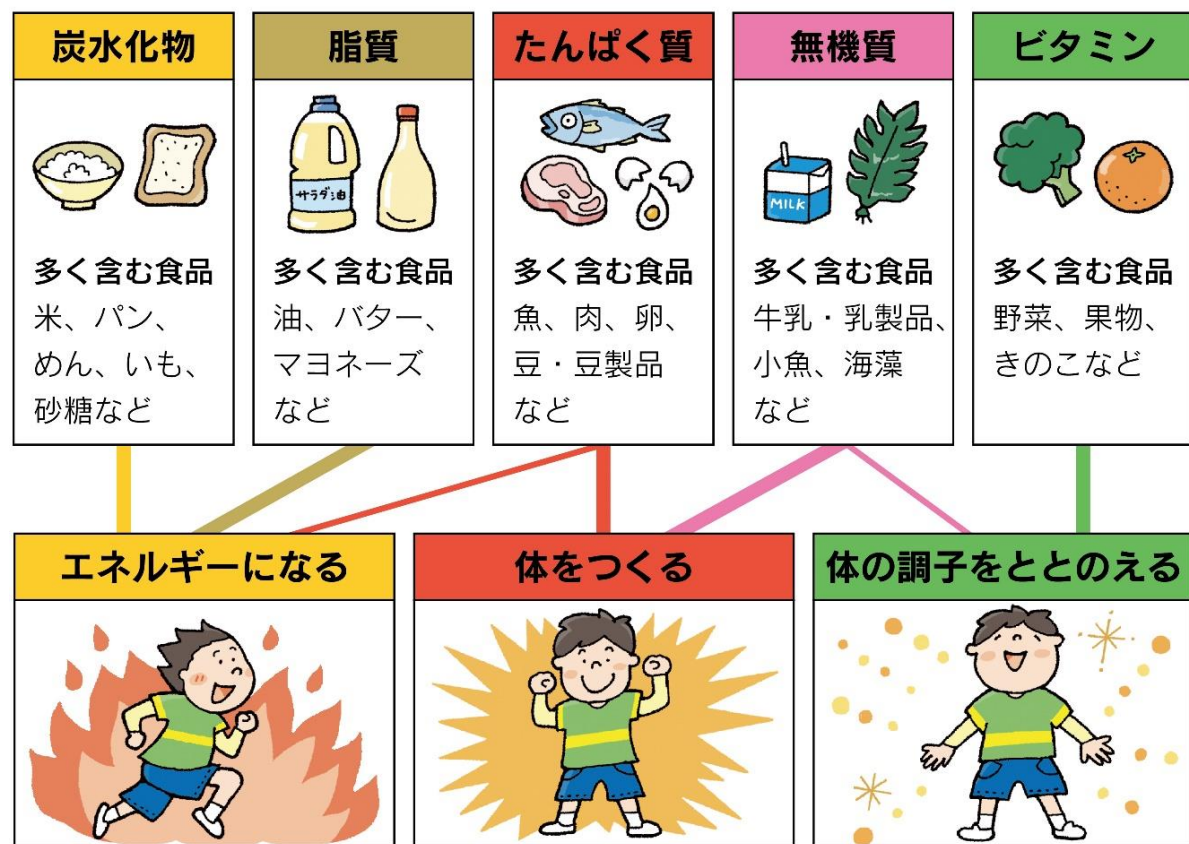 炭水化物
多く含む食品
米、パン、
めん、いも、
砂糖など
脂質
サラダ油
多く含む食品
油、バター、
マヨネーズ
など
たんぱく質
多く含む食品
魚、肉、卵、
豆・豆製品
など
無機質
MILK
多く含む食品
牛乳・乳製品、
小魚、海藻
など
ビタミン
多く含む食品
野菜、果物、
きのこなど
エネルギーになる
体をつくる
体の調子をととのえる